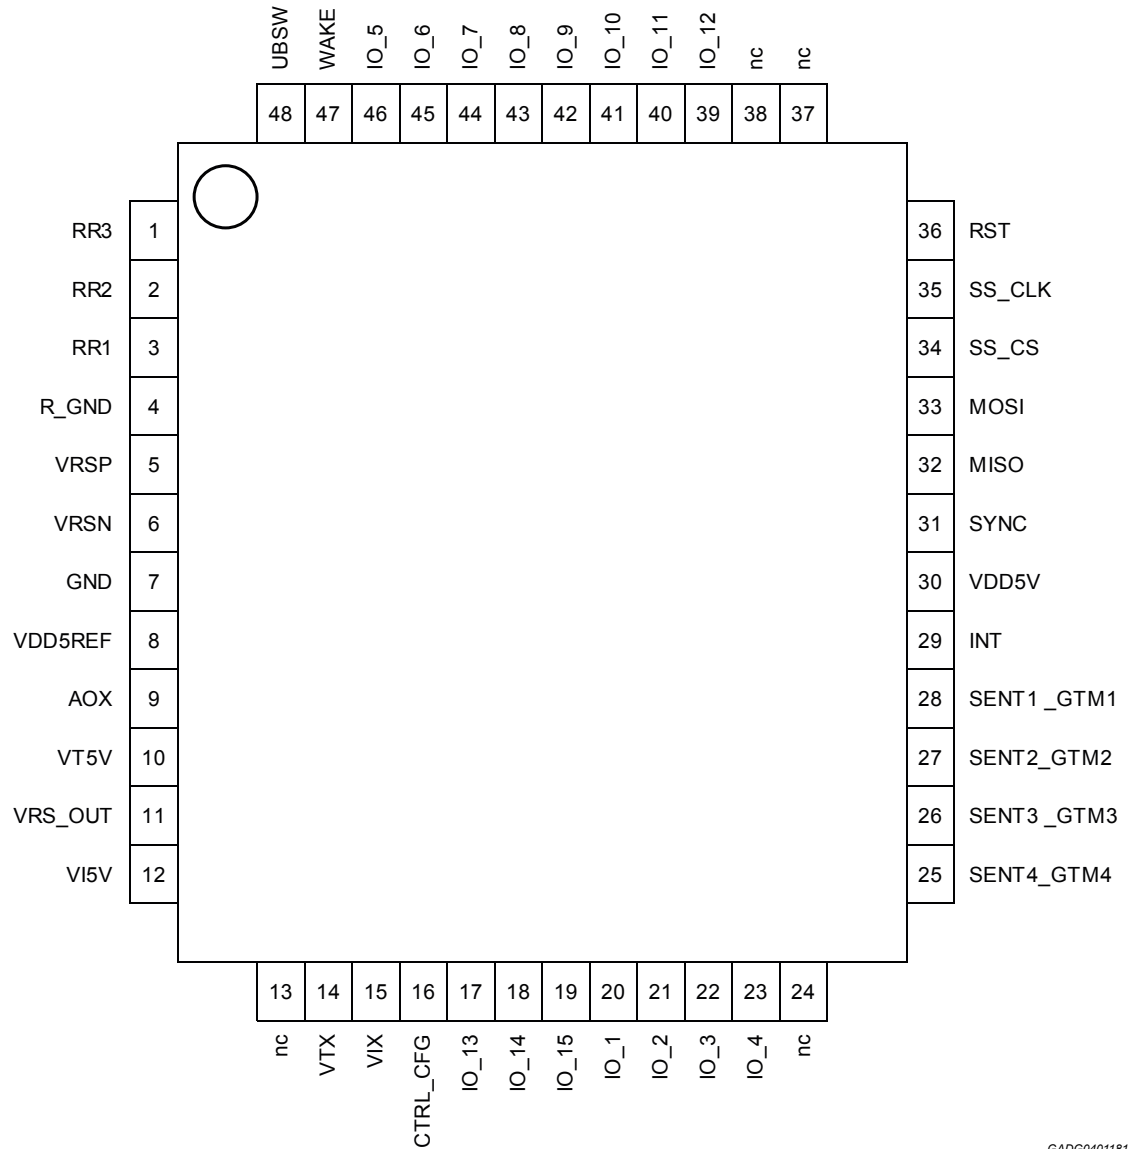 UBSW
WAKE
IO_5
IO_6
IO_7
IO_8
IO_9
IO_10
IO_11
IO_12
nc
nc
48 47 46 45 44 43 42 41 40 39 38 37
RR3 1
RR2 2
RR1 3
R_GND 4
VRSP 5
VRSN 6
GND 7
VDD5REF 8
AOX 9
VT5V 10
VRS_OUT 11
VI5V 12
36 RST
35 SS_CLK
34 SS_CS
33 MOSI
32 MISO
31 SYNC
30 VDD5V
29 INT
28 SENT1_GTM1
27 SENT2_GTM2
26 SENT3_GTM3
25 SENT4_GTM4
13 14 15 16 17 18 19 20 21 22 23 24
nc
VTX
VIX
CTRL_CFG
IO_13
IO_14
IO_15
IO_1
IO_2
IO_3
IO_4
nc